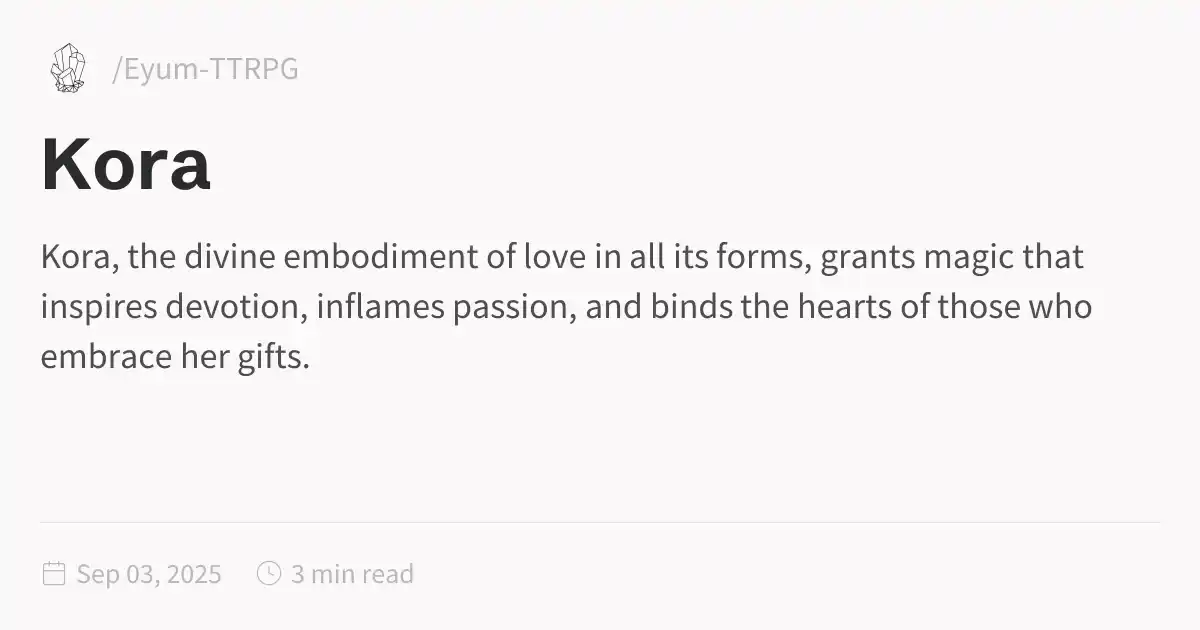 /Eyum-TTRPG
Kora
Kora, the divine embodiment of love in all its forms, grants magic that
inspires devotion, inflames passion, and binds the hearts of those who
embrace her gifts.
Sep 03, 2025 3 min read